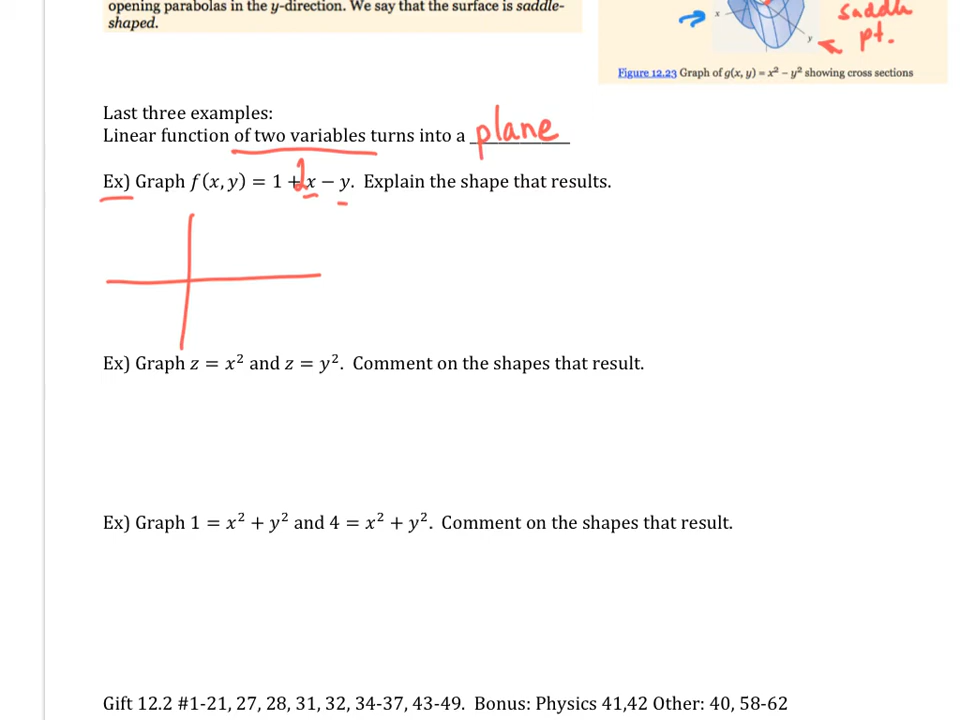 opening parabolas in the y-direction. We say that the surface is saddle-
shaped.
x
y
saddle
pt.
Figure 12.23 Graph of g(x, y) = x² − y² showing cross sections
Last three examples:
Linear function of two variables turns into a plane
Ex) Graph f(x, y) = 1 + 2x − y. Explain the shape that results.
Ex) Graph z = x² and z = y². Comment on the shapes that result.
Ex) Graph 1 = x² + y² and 4 = x² + y². Comment on the shapes that result.
Gift 12.2 #1-21, 27, 28, 31, 32, 34-37, 43-49. Bonus: Physics 41,42 Other: 40, 58-62